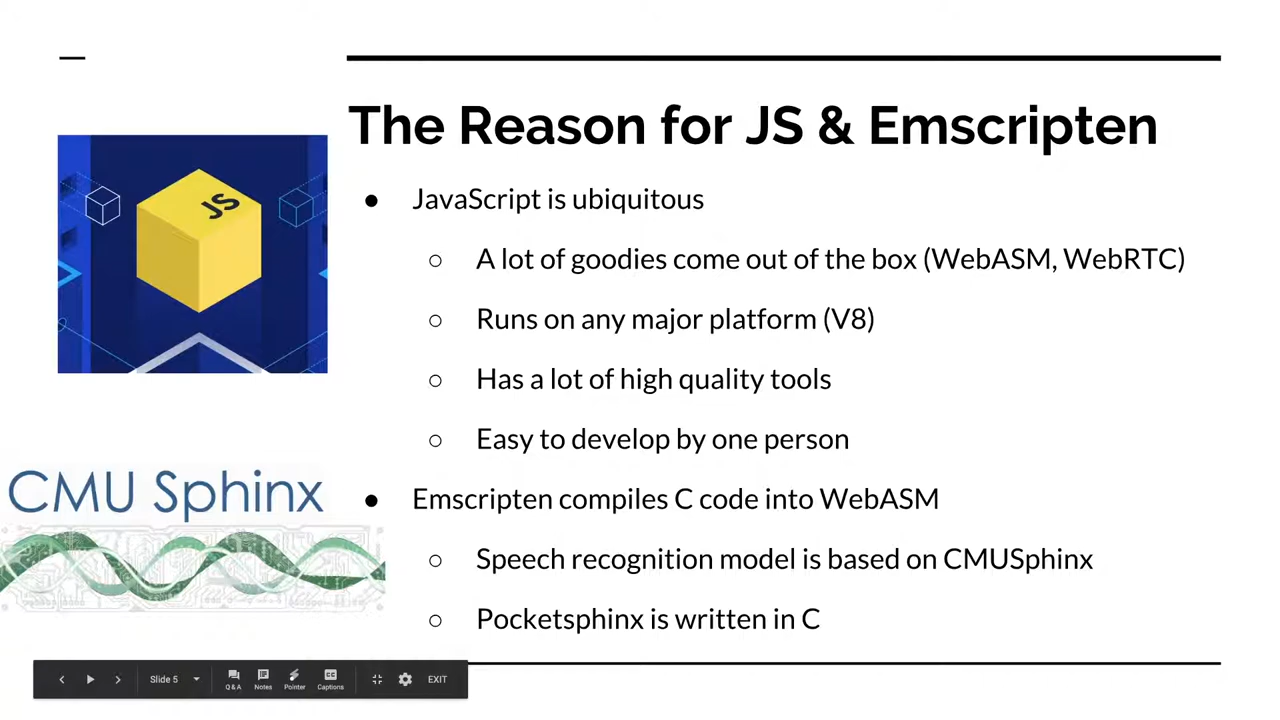 The Reason for JS & Emscripten
JS
● JavaScript is ubiquitous
○ A lot of goodies come out of the box (WebASM, WebRTC)
○ Runs on any major platform (V8)
○ Has a lot of high quality tools
○ Easy to develop by one person
CMU Sphinx
● Emscripten compiles C code into WebASM
○ Speech recognition model is based on CMUSphinx
○ Pocketsphinx is written in C
Slide 5
Q & A
Notes
Pointer
CC
Captions
EXIT